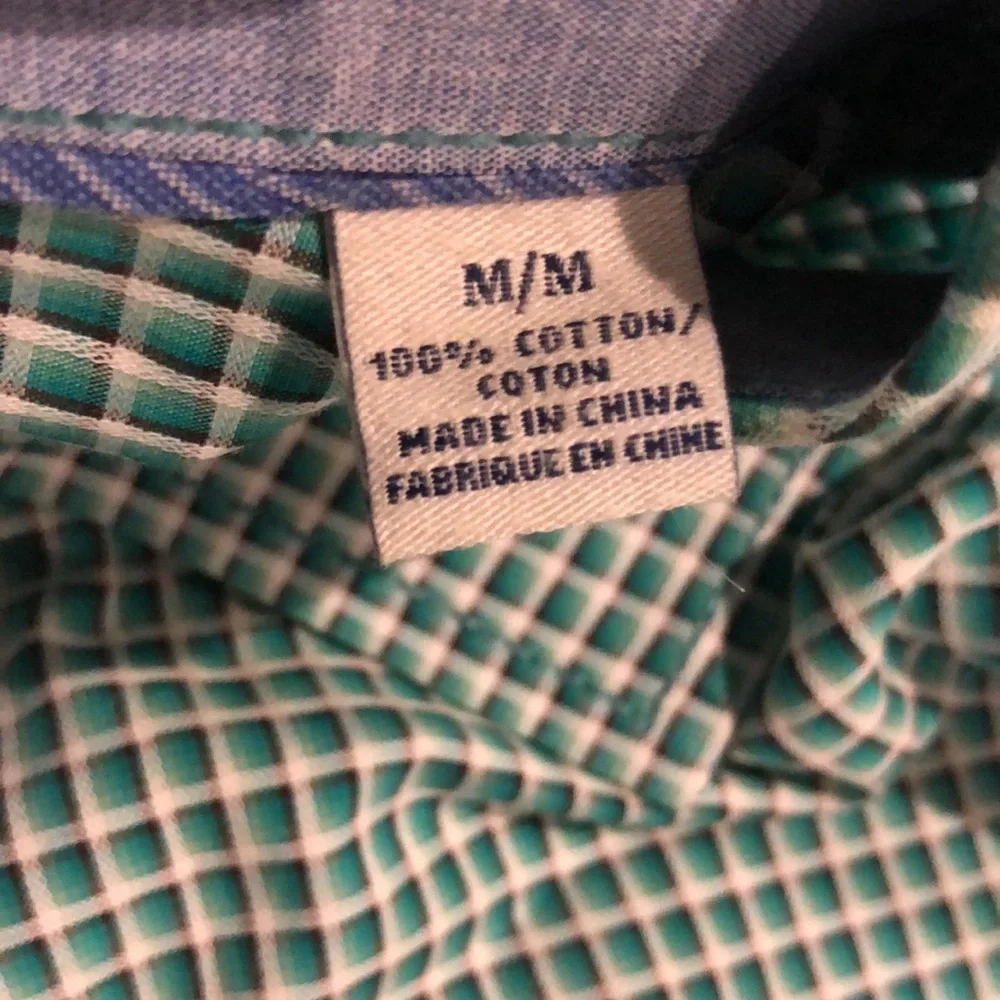 M/M
100% COTTON/
COTON
MADE IN CHINA
FABRIQUE EN CHINE